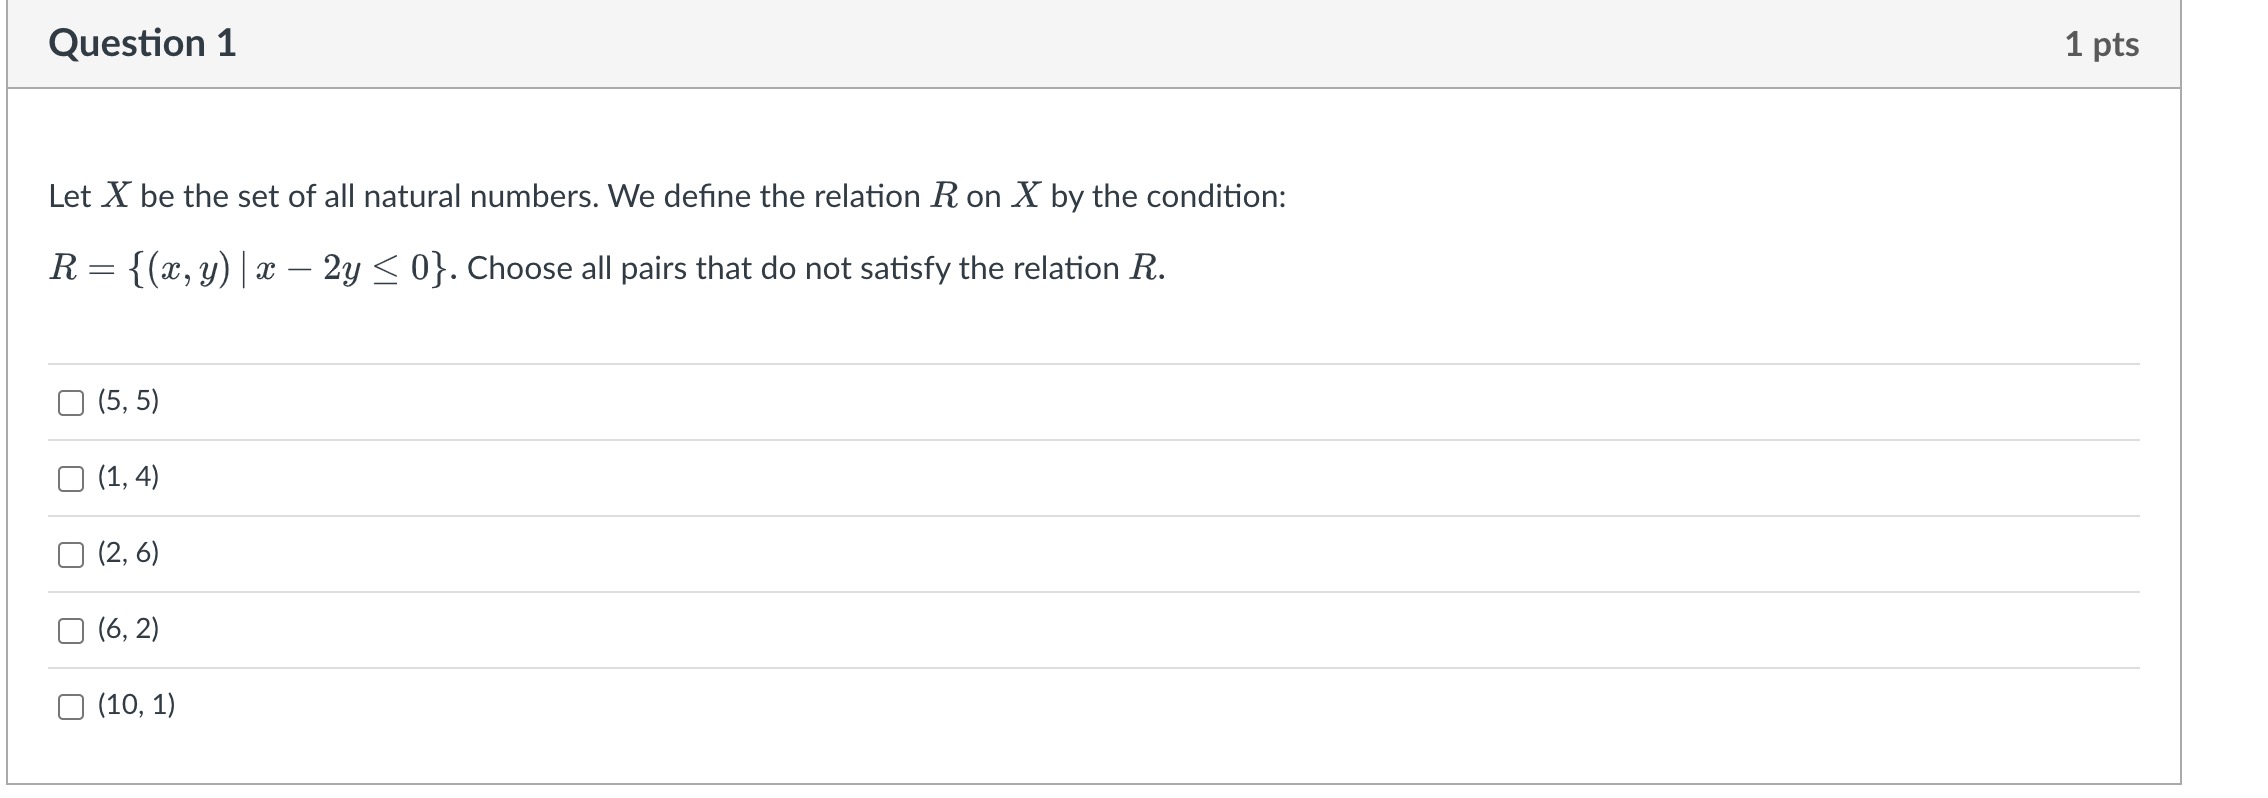 Question 1
1 pts
Let X be the set of all natural numbers. We define the relation R on X by the condition:
R = {(x, y) | x − 2y ≤ 0}. Choose all pairs that do not satisfy the relation R.
(5, 5)
(1, 4)
(2, 6)
(6, 2)
(10, 1)